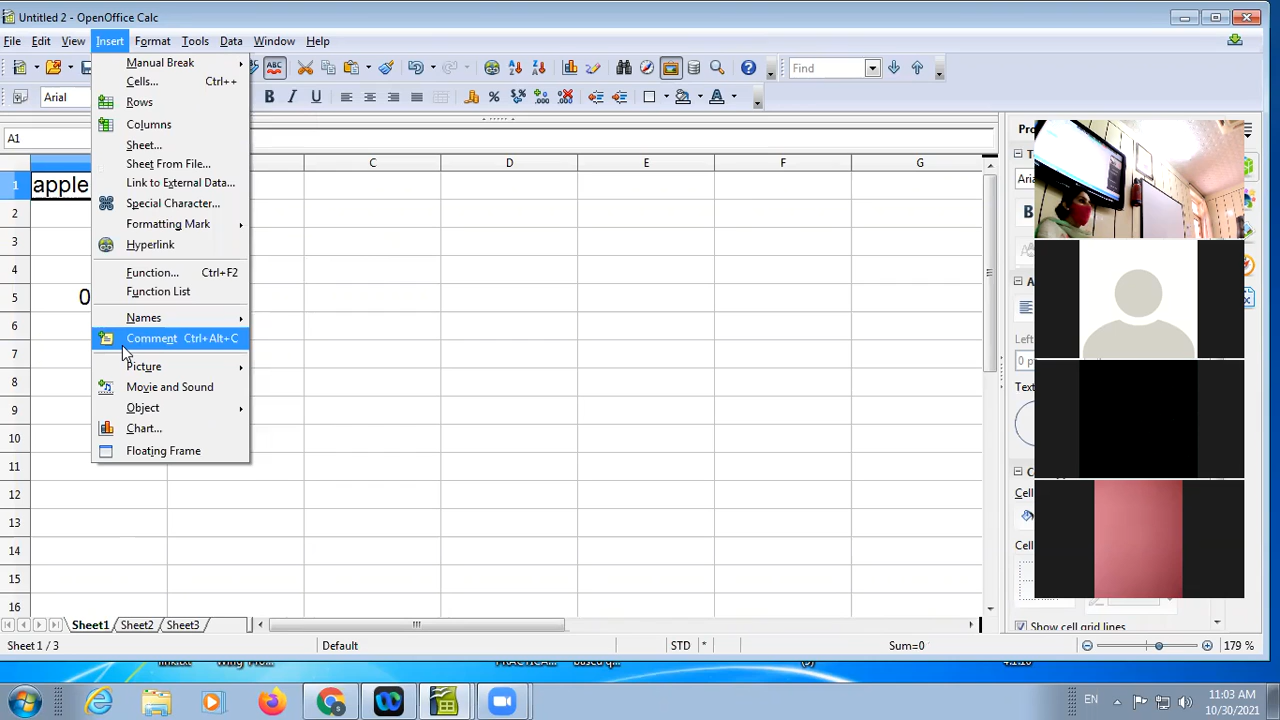 Untitled 2 - OpenOffice Calc
File Edit View Insert Format Tools Data Window Help
Find
Arial
A1
Manual Break
Cells... Ctrl++
Rows
Columns
Sheet...
Sheet From File...
Link to External Data...
Special Character...
Formatting Mark
Hyperlink
Function... Ctrl+F2
Function List
Names
Comment Ctrl+Alt+C
Picture
Movie and Sound
Object
Chart...
Floating Frame
C D E F G
1 apple
2
3
4
5 0
6
7
8
9
10
11
12
13
14
15
16
Sheet1 Sheet2 Sheet3
Sheet 1 / 3 Default STD * Sum=0 179 %
Show cell grid lines
EN
11:03 AM
10/30/2021